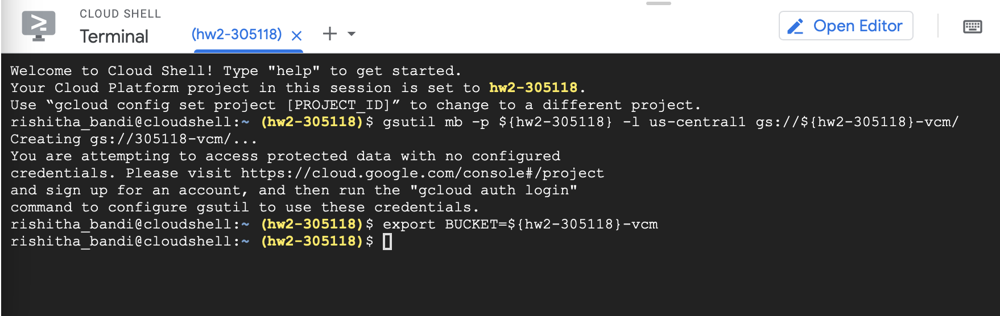 CLOUD SHELL
Terminal
(hw2-305118)
Open Editor
Welcome to Cloud Shell! Type "help" to get started.
Your Cloud Platform project in this session is set to hw2-305118.
Use “gcloud config set project [PROJECT_ID]” to change to a different project.
rishitha_bandi@cloudshell:~ (hw2-305118)$ gsutil mb -p ${hw2-305118} -l us-central1 gs://${hw2-305118}-vcm/
Creating gs://305118-vcm/...
You are attempting to access protected data with no configured
credentials. Please visit https://cloud.google.com/console#/project
and sign up for an account, and then run the "gcloud auth login"
command to configure gsutil to use these credentials.
rishitha_bandi@cloudshell:~ (hw2-305118)$ export BUCKET=${hw2-305118}-vcm
rishitha_bandi@cloudshell:~ (hw2-305118)$